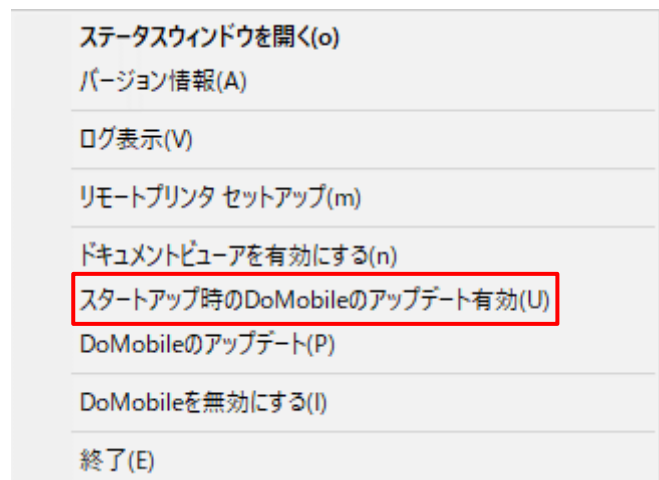 ステータスウィンドウを開く(o)
バージョン情報(A)
ログ表示(V)
リモートプリンタ セットアップ(m)
ドキュメントビューアを有効にする(n)
スタートアップ時のDoMobileのアップデート有効(U)
DoMobileのアップデート(P)
DoMobileを無効にする(I)
終了(E)